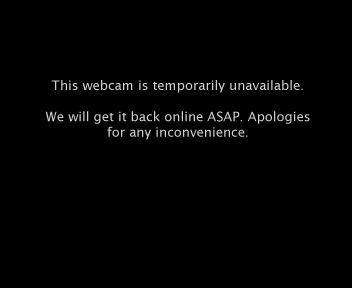 This webcam is temporarily unavailable.
We will get it back online ASAP. Apologies
for any inconvenience.